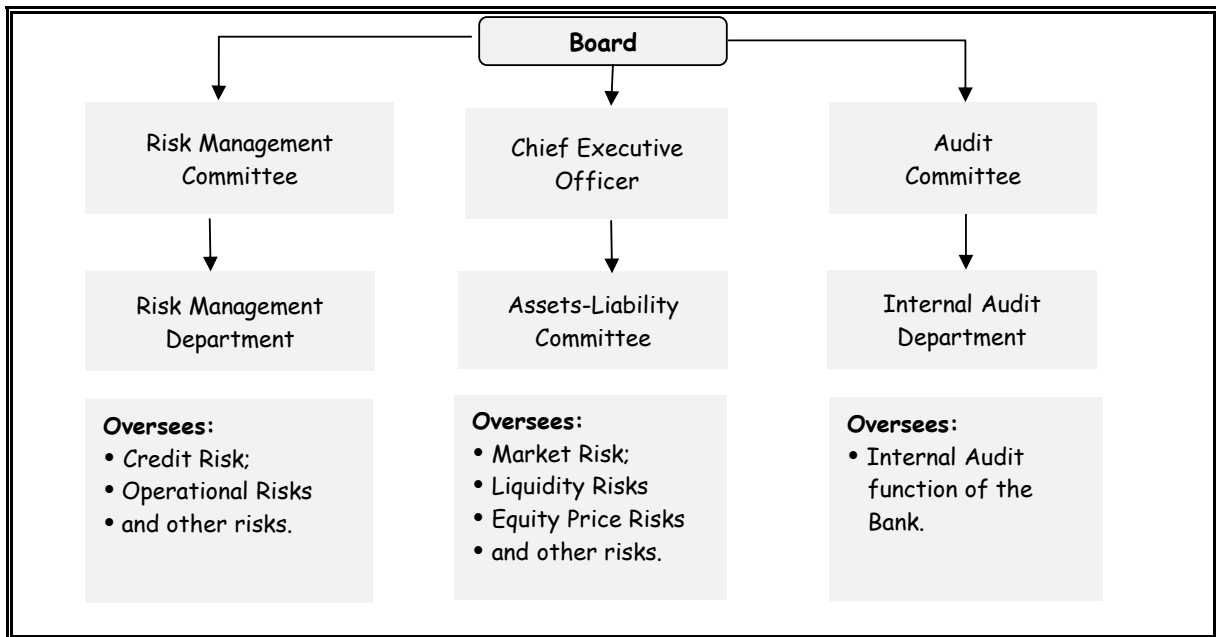 Board
Risk Management
Committee
Chief Executive
Officer
Audit
Committee
Risk Management
Department
Assets-Liability
Committee
Internal Audit
Department
Oversees:
• Credit Risk;
• Operational Risks
• and other risks.
Oversees:
• Market Risk;
• Liquidity Risks
• Equity Price Risks
• and other risks.
Oversees:
• Internal Audit
function of the
Bank.